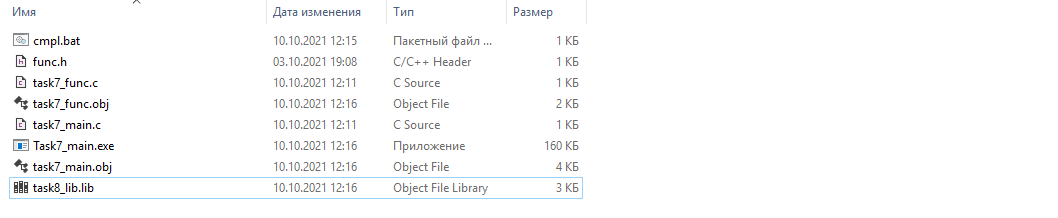 Имя Дата изменения Тип Размер
cmpl.bat 10.10.2021 12:15 Пакетный файл ... 1 КБ
func.h 03.10.2021 19:08 C/C++ Header 1 КБ
task7_func.c 10.10.2021 12:11 C Source 1 КБ
task7_func.obj 10.10.2021 12:16 Object File 2 КБ
task7_main.c 10.10.2021 12:11 C Source 1 КБ
Task7_main.exe 10.10.2021 12:16 Приложение 160 КБ
task7_main.obj 10.10.2021 12:16 Object File 4 КБ
task8_lib.lib 10.10.2021 12:16 Object File Library 3 КБ